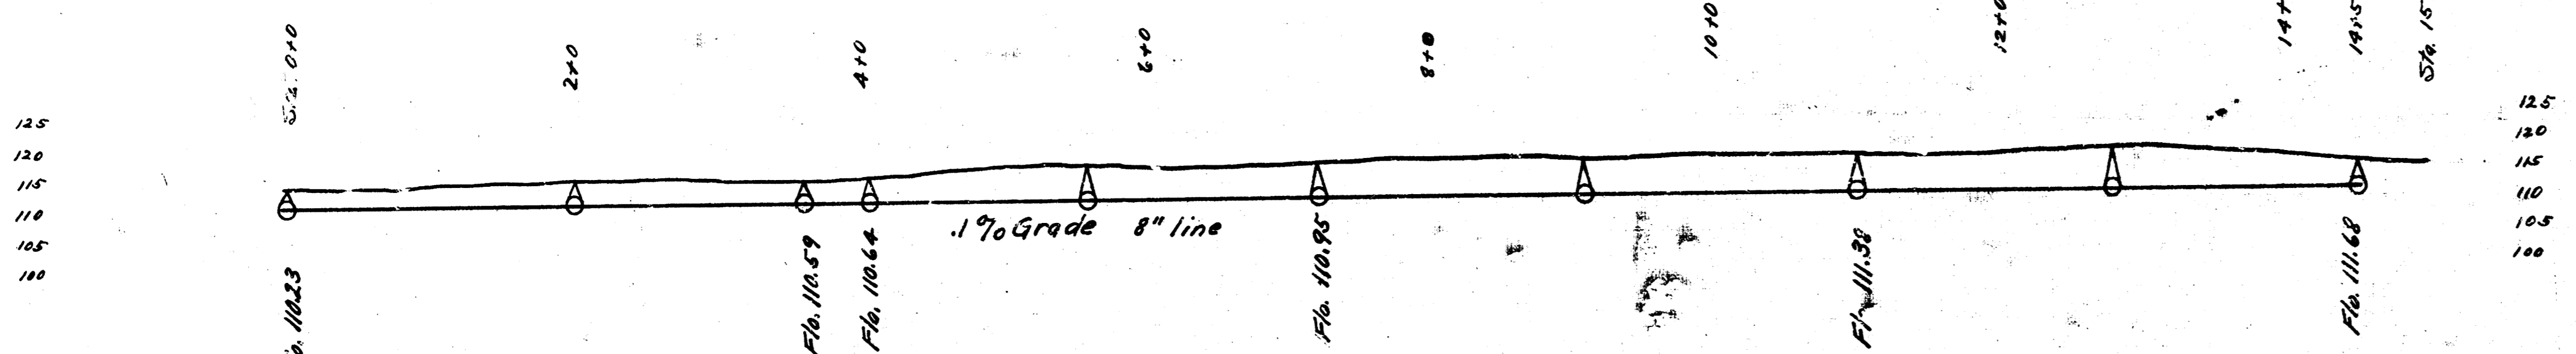 Sta. 0+0
2+0
4+0
6+0
8+0
10+0
12+0
14+
14+5
Sta. 15
125
120
115
110
105
100
125
120
115
110
105
100
.1% Grade 8" line
o. 110.23
Flo. 110.59
Flo. 110.64
Flo. 110.95
Flo. 111.38
Flo. 111.68